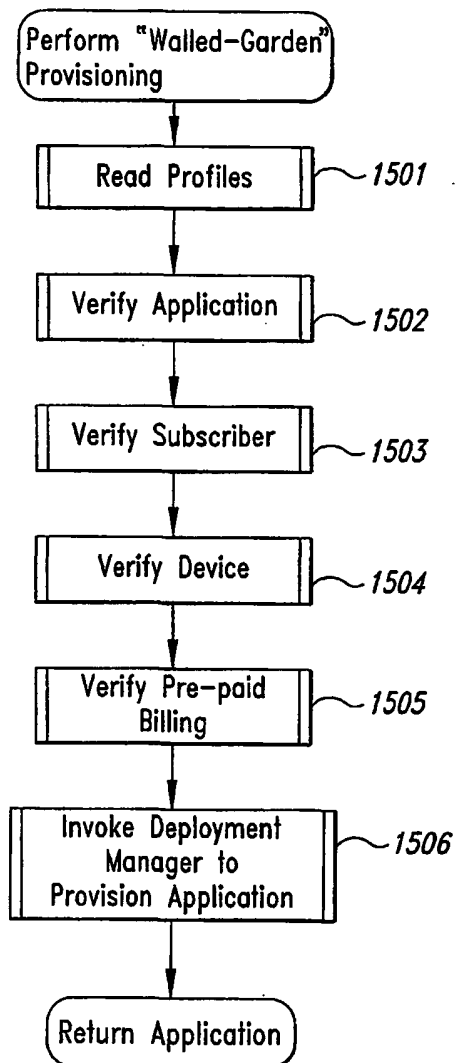 Perform "Walled-Garden"
Provisioning
Read Profiles
1501
Verify Application
1502
Verify Subscriber
1503
Verify Device
1504
Verify Pre-paid
Billing
1505
Invoke Deployment
Manager to
Provision Application
1506
Return Application